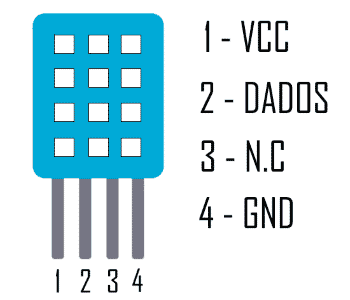 1 - VCC
2 - DADOS
3 - N.C
4 - GND
1 2 3 4